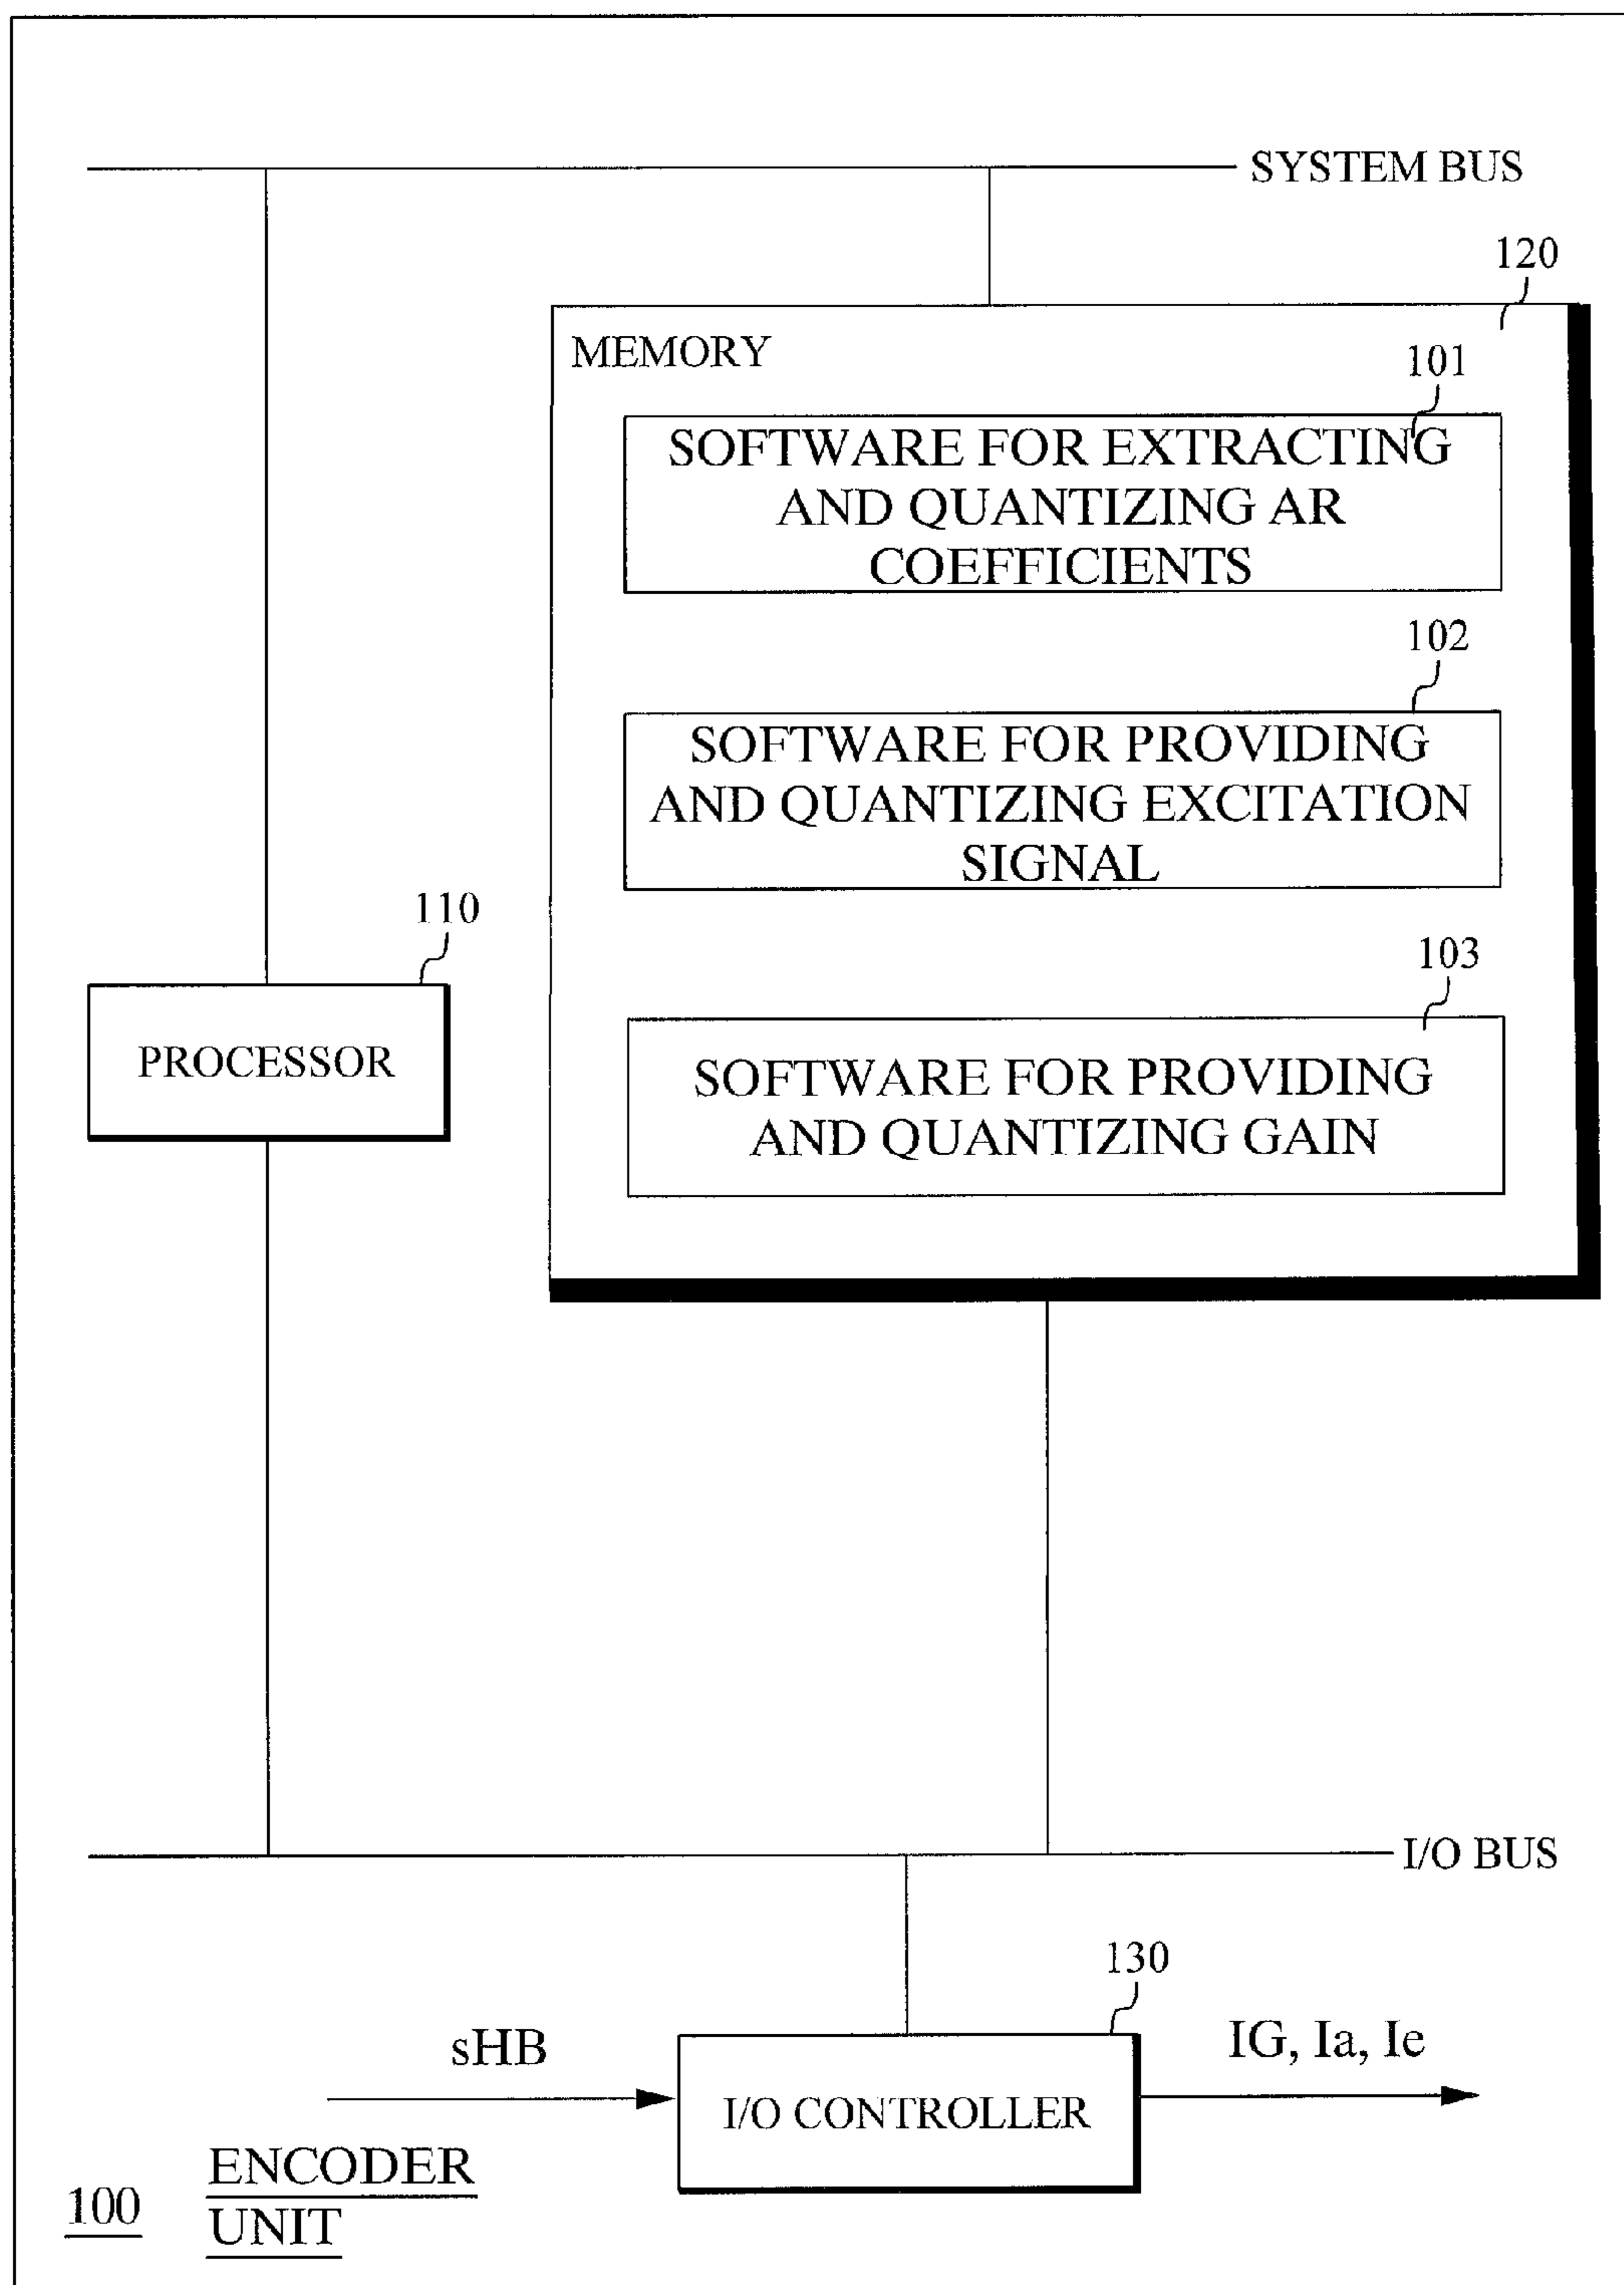 SYSTEM BUS
120
MEMORY
101
SOFTWARE FOR EXTRACTING
AND QUANTIZING AR
COEFFICIENTS
102
SOFTWARE FOR PROVIDING
AND QUANTIZING EXCITATION
SIGNAL
110
103
PROCESSOR
SOFTWARE FOR PROVIDING
AND QUANTIZING GAIN
I/O BUS
130
sHB
IG, Ia, Ie
I/O CONTROLLER
100
ENCODER
UNIT